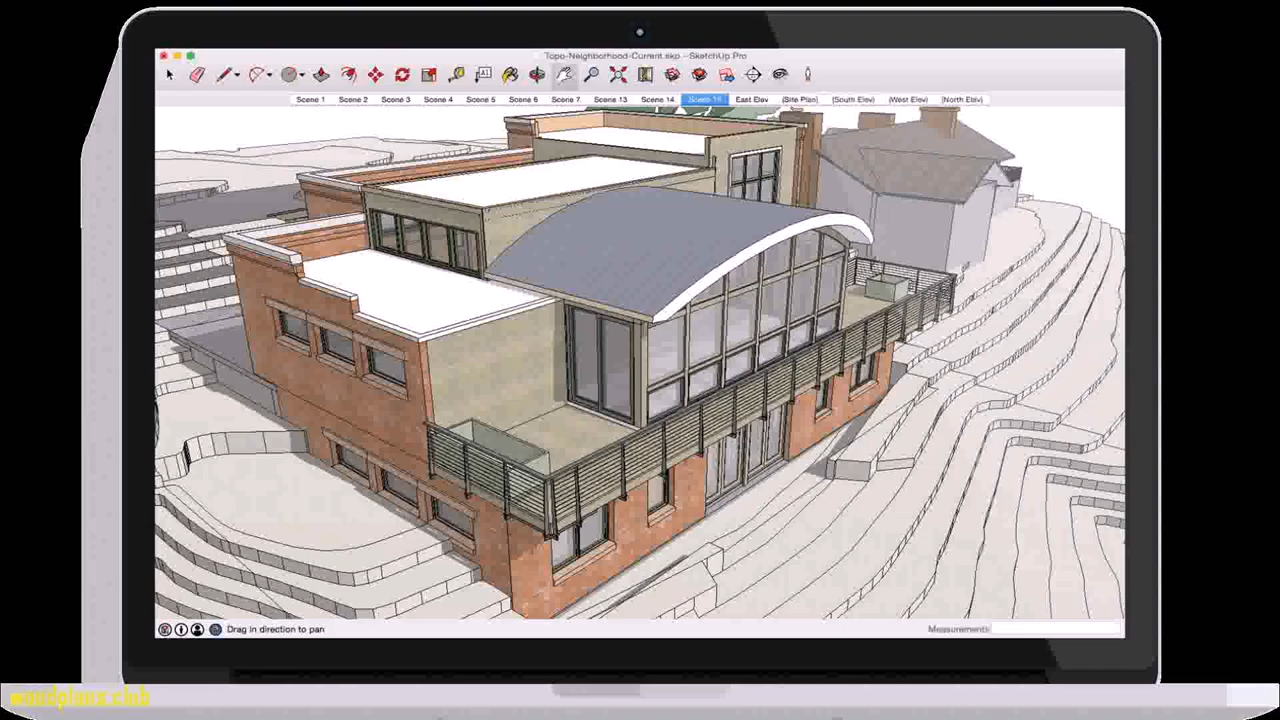 Topo-Neighborhood-Current.skp - SketchUp Pro
A1
Scene 1 Scene 2 Scene 3 Scene 4 Scene 5 Scene 6 Scene 7 Scene 13 Scene 14 East Elev (Site Plan) (South Elev) (West Elev) (North Elev)
Drag in direction to pan Measurements
woodplans.club